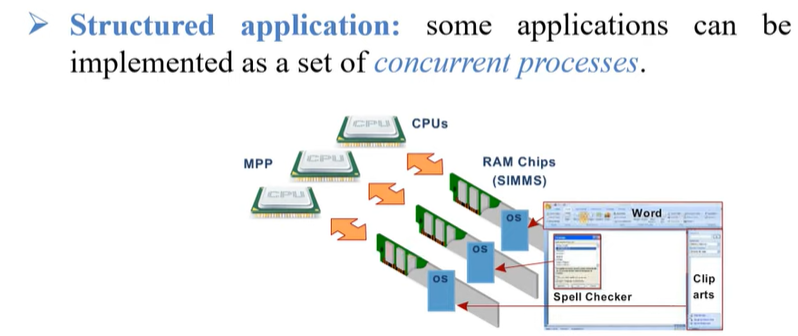 ➢ Structured application: some applications can be
implemented as a set of concurrent processes.
CPU
CPUs
CPU
MPP
RAM Chips
(SIMMS)
CPU
OS
Word
OS
OS
Clip
arts
Spell Checker